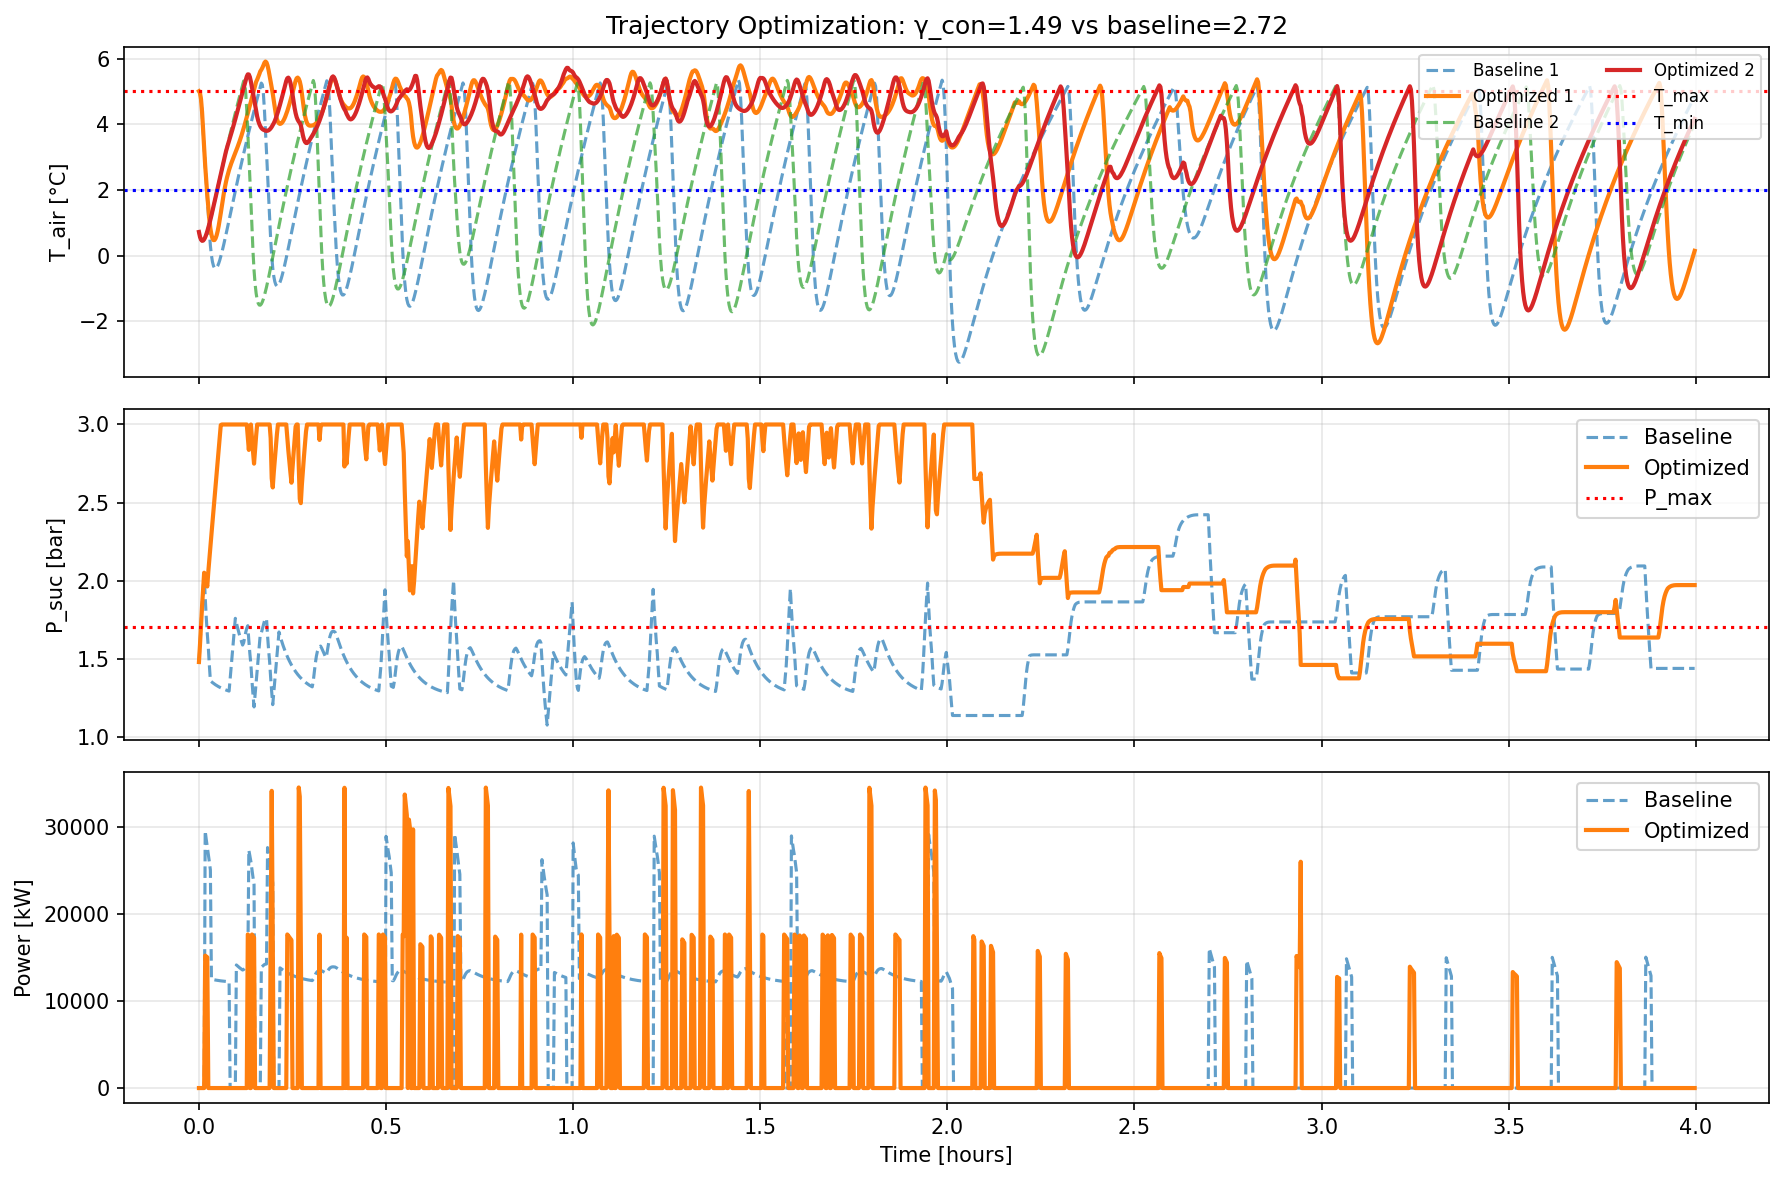 Trajectory Optimization: γ_con=1.49 vs baseline=2.72
T_air [°C]
6
4
2
0
−2
Baseline 1
Optimized 1
Baseline 2
Optimized 2
T_max
T_min
P_suc [bar]
3.0
2.5
2.0
1.5
1.0
Baseline
Optimized
P_max
Power [kW]
30000
20000
10000
0
Baseline
Optimized
0.0 0.5 1.0 1.5 2.0 2.5 3.0 3.5 4.0
Time [hours]